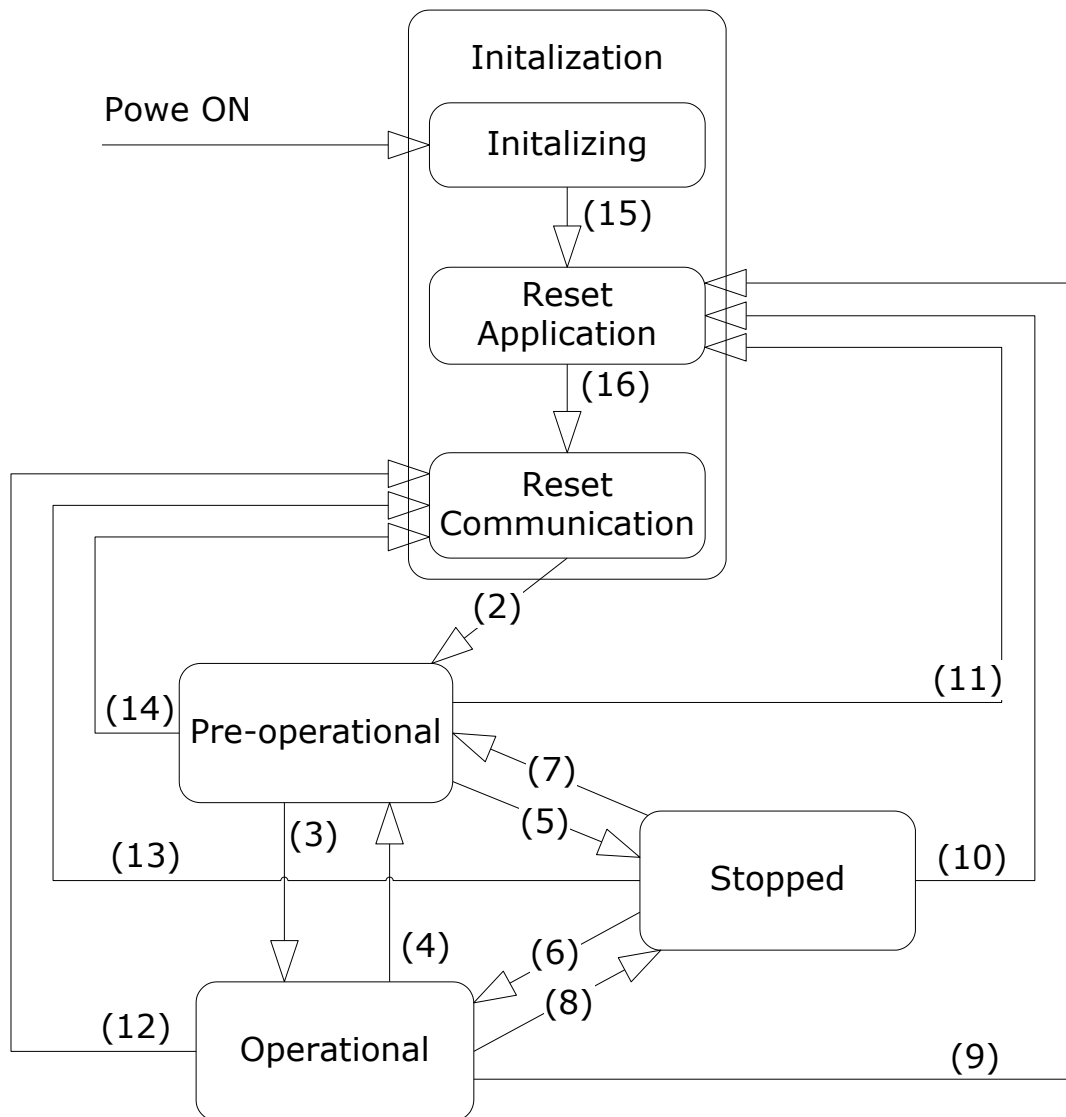 Initalization
Powe ON
Initalizing
(15)
Reset
Application
(16)
Reset
Communication
(2)
(11)
(14)
Pre-operational
(7)
(5)
(3)
(13)
Stopped
(10)
(4)
(6)
(8)
(12)
Operational
(9)